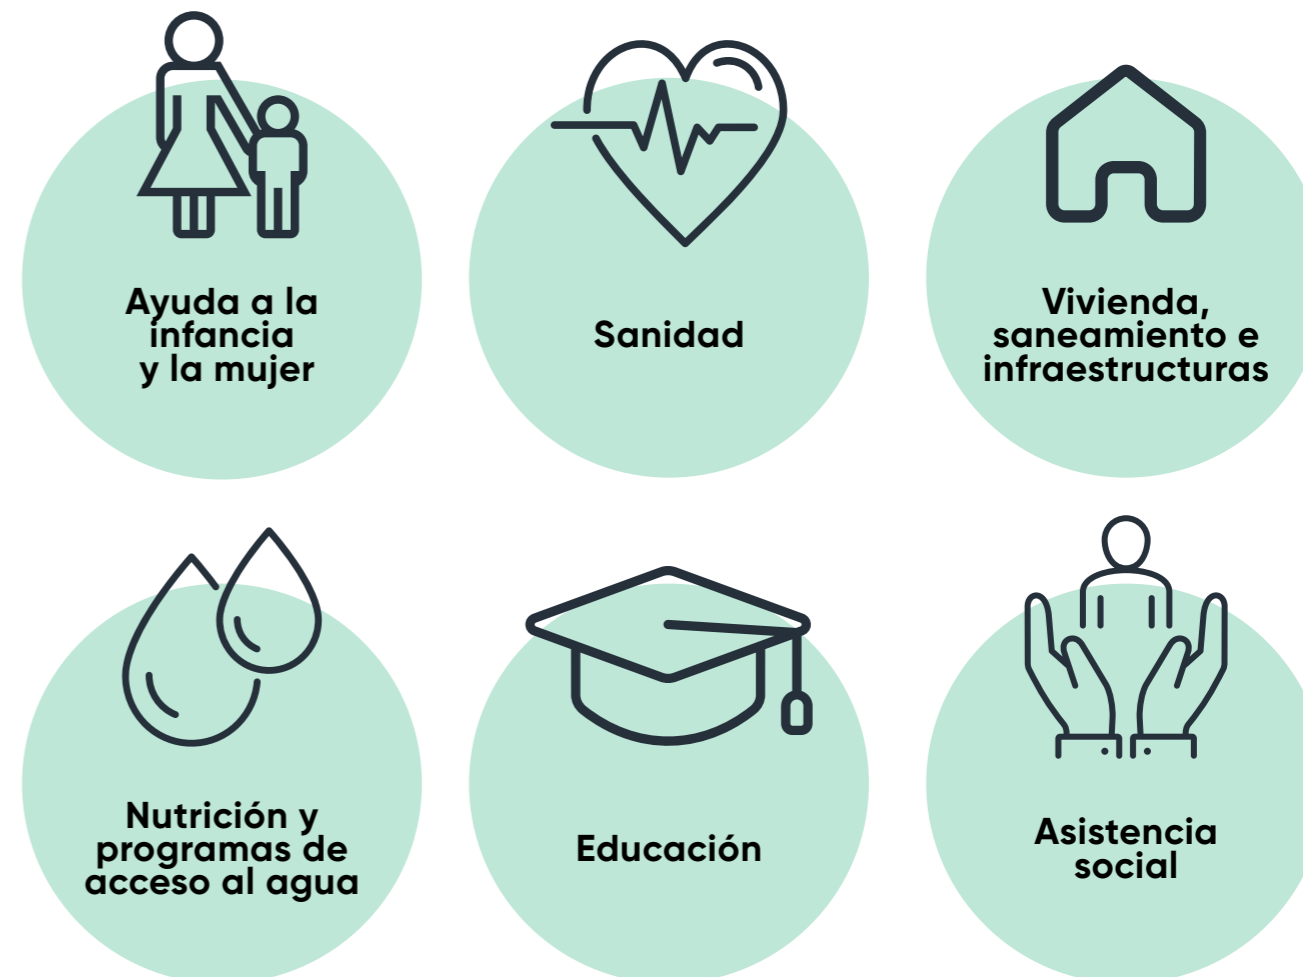 Ayuda a la
infancia
y la mujer
Sanidad
Vivienda,
saneamiento e
infraestructuras
Nutrición y
programas de
acceso al agua
Educación
Asistencia
social